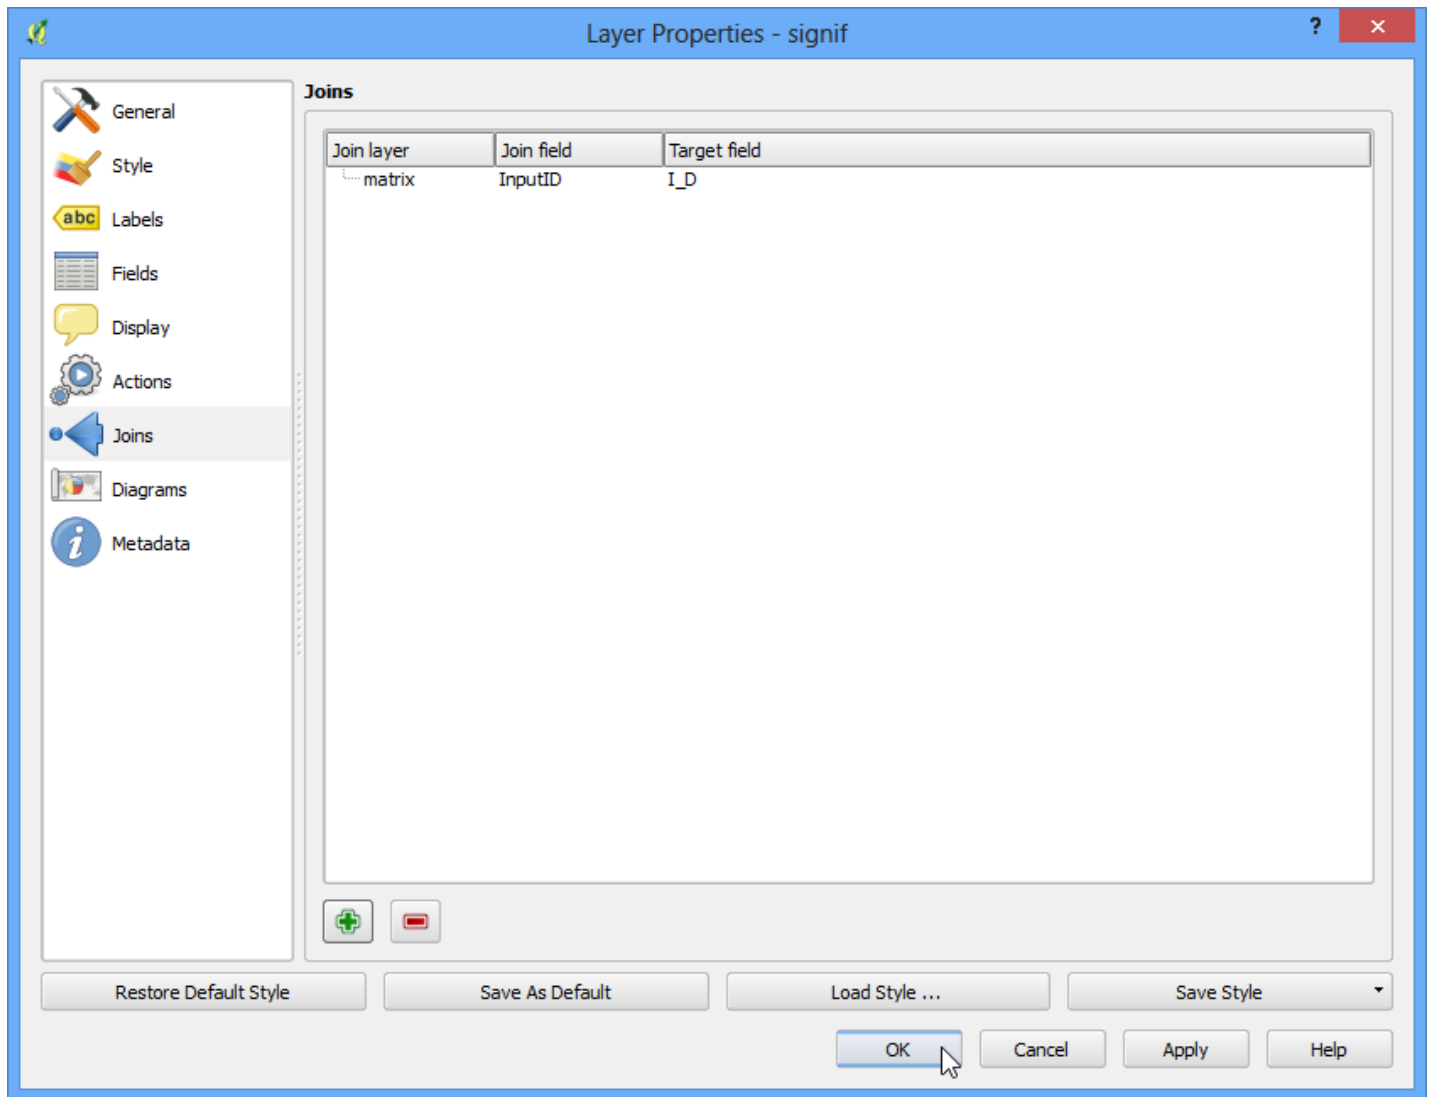 Layer Properties - signif
?
General
Style
abc Labels
Fields
Display
Actions
Joins
Diagrams
i Metadata
Joins
Join layer Join field Target field
matrix InputID I_D
Restore Default Style Save As Default Load Style ... Save Style
OK Cancel Apply Help